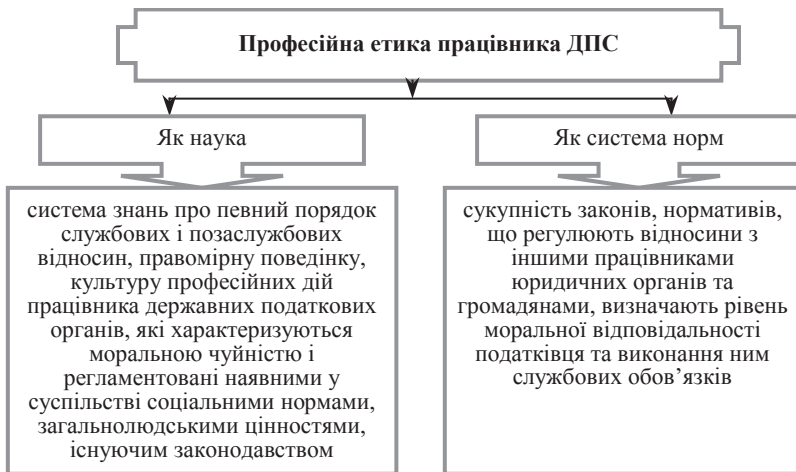 Професійна етика працівника ДПС
Як наука
система знань про певний порядок
службових і позаслужбових
відносин, правомірну поведінку,
культуру професійних дій
працівника державних податкових
органів, які характеризуються
моральною чуйністю і
регламентовані наявними у
суспільстві соціальними нормами,
загальнолюдськими цінностями,
існуючим законодавством
Як система норм
сукупність законів, нормативів,
що регулюють відносини з
іншими працівниками
юридичних органів та
громадянами, визначають рівень
моральної відповідальності
податківця та виконання ним
службових обов’язків